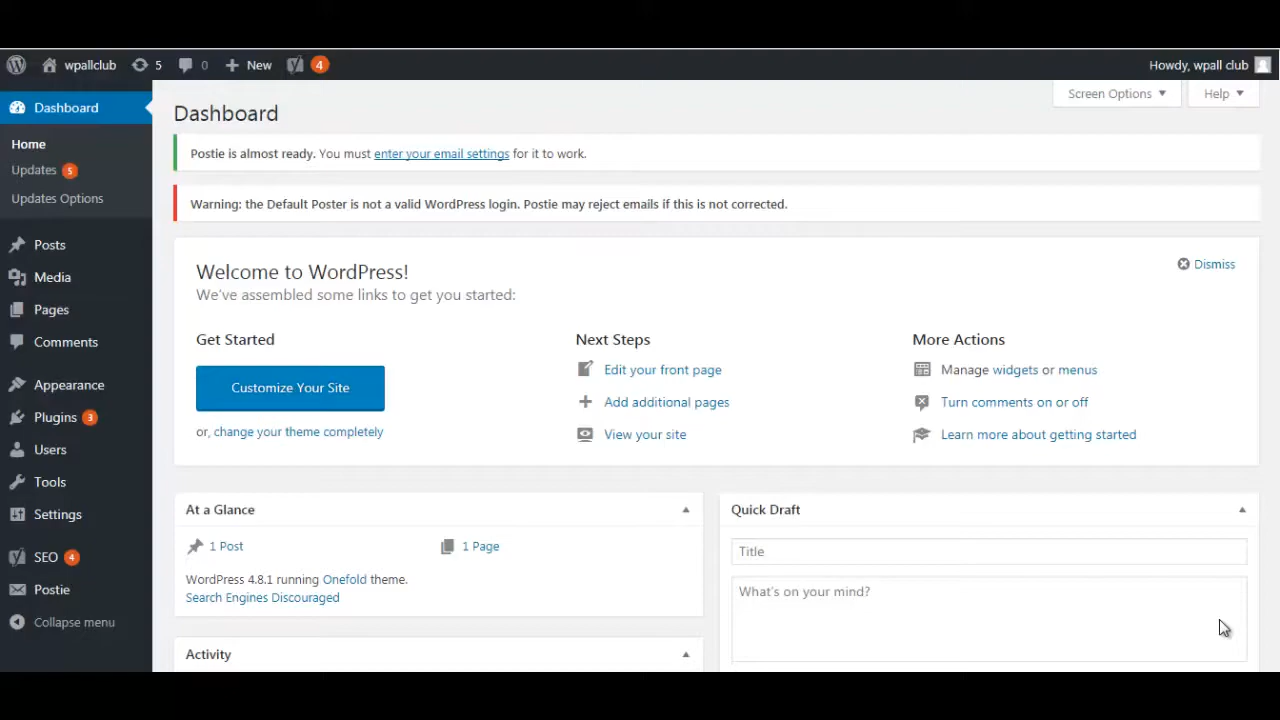 wpallclub 5 0 New 4 Howdy, wpall club
Dashboard
Home
Updates 5
Updates Options
Posts
Media
Pages
Comments
Appearance
Plugins 3
Users
Tools
Settings
SEO 4
Postie
Collapse menu
Screen Options Help
Dashboard
Postie is almost ready. You must enter your email settings for it to work.
Warning: the Default Poster is not a valid WordPress login. Postie may reject emails if this is not corrected.
Welcome to WordPress!
Dismiss
We've assembled some links to get you started:
Get Started
Customize Your Site
or, change your theme completely
Next Steps
Edit your front page
Add additional pages
View your site
More Actions
Manage widgets or menus
Turn comments on or off
Learn more about getting started
At a Glance
1 Post 1 Page
WordPress 4.8.1 running Onefold theme.
Search Engines Discouraged
Activity
Quick Draft
Title
What's on your mind?